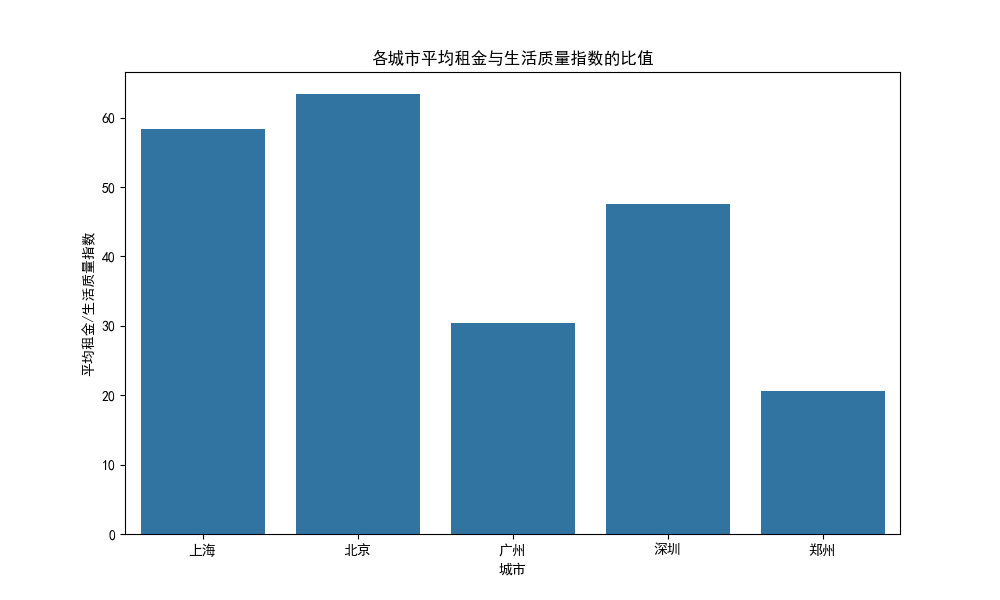 各城市平均租金与生活质量指数的比值
平均租金/生活质量指数
60
50
40
30
20
10
0
上海
北京
广州
深圳
郑州
城市